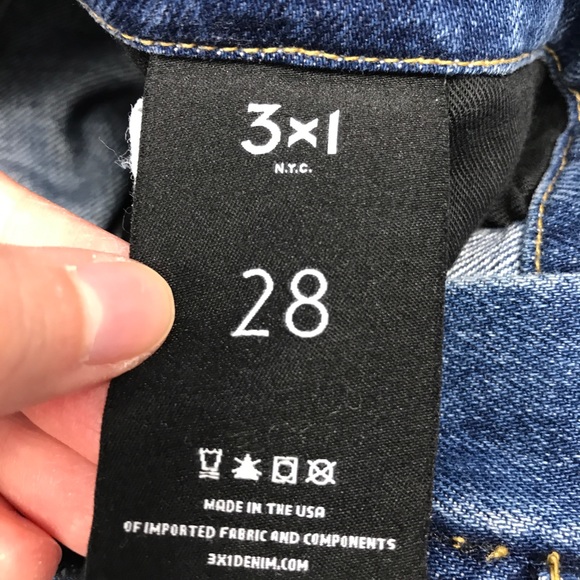 3×1
N.Y.C.
28
MADE IN THE USA
OF IMPORTED FABRIC AND COMPONENTS
3X1DENIM.COM